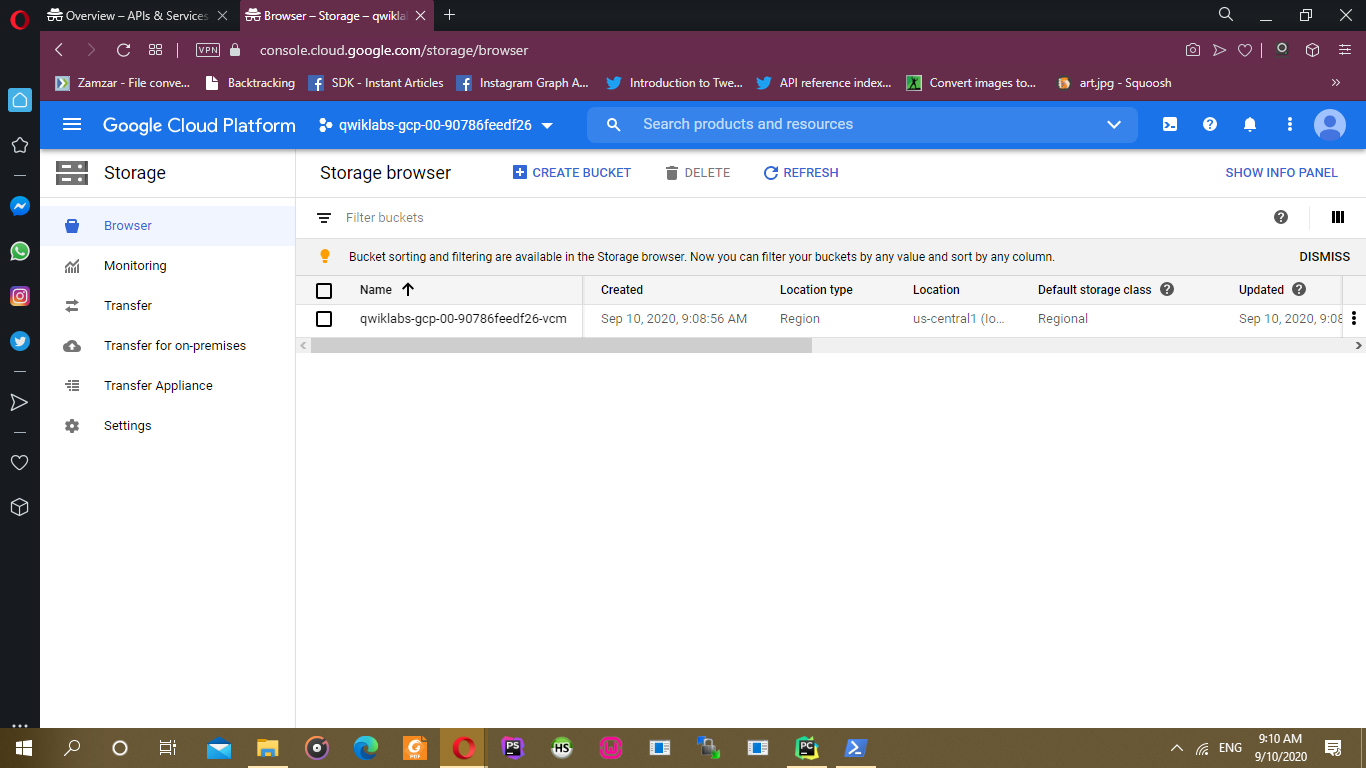 Overview – APIs & Services
Browser – Storage – qwikla
VPN
console.cloud.google.com/storage/browser
Zamzar - File conve...
Backtracking
SDK - Instant Articles
Instagram Graph A...
Introduction to Twe...
API reference index...
Convert images to...
art.jpg - Squoosh
Google Cloud Platform
qwiklabs-gcp-00-90786feedf26
Search products and resources
Storage
Storage browser
CREATE BUCKET
DELETE
REFRESH
SHOW INFO PANEL
Browser
Monitoring
Transfer
Transfer for on-premises
Transfer Appliance
Settings
Filter buckets
Bucket sorting and filtering are available in the Storage browser. Now you can filter your buckets by any value and sort by any column.
DISMISS
Name Created Location type Location Default storage class Updated
qwiklabs-gcp-00-90786feedf26-vcm Sep 10, 2020, 9:08:56 AM Region us-central1 (Io... Regional Sep 10, 2020, 9:08
PDF
PS
HS
PC
ENG
9:10 AM
9/10/2020